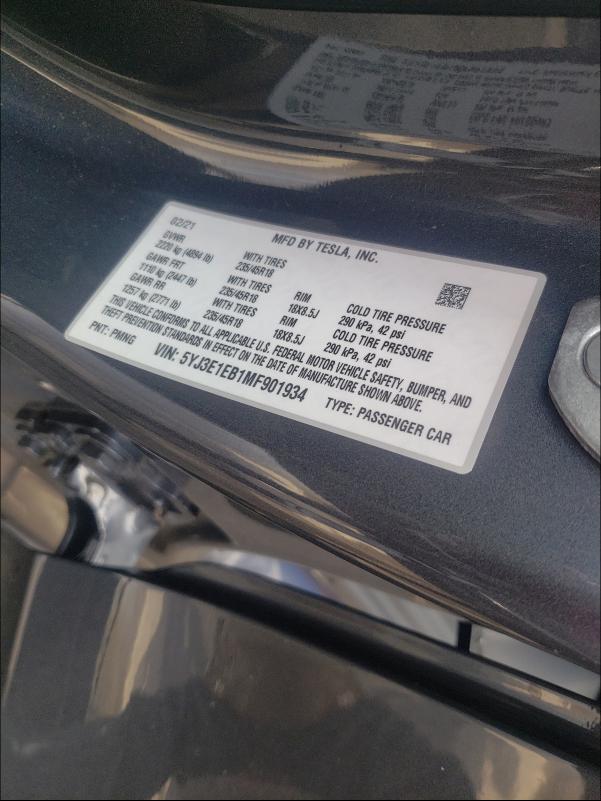 02/21
MFD BY TESLA, INC.
GVWR
2220 kg (4894 lb)
GAWR FRT WITH TIRES RIM COLD TIRE PRESSURE
1110 kg (2447 lb) 235/45R18 18X8.5J 290 kPa, 42 psi
GAWR RR WITH TIRES RIM COLD TIRE PRESSURE
1257 kg (2771 lb) 235/45R18 18X8.5J 290 kPa, 42 psi
THIS VEHICLE CONFORMS TO ALL APPLICABLE U.S. FEDERAL MOTOR VEHICLE SAFETY, BUMPER, AND
THEFT PREVENTION STANDARDS IN EFFECT ON THE DATE OF MANUFACTURE SHOWN ABOVE.
PNT: PMNG VIN: 5YJ3E1EB1MF901934 TYPE: PASSENGER CAR